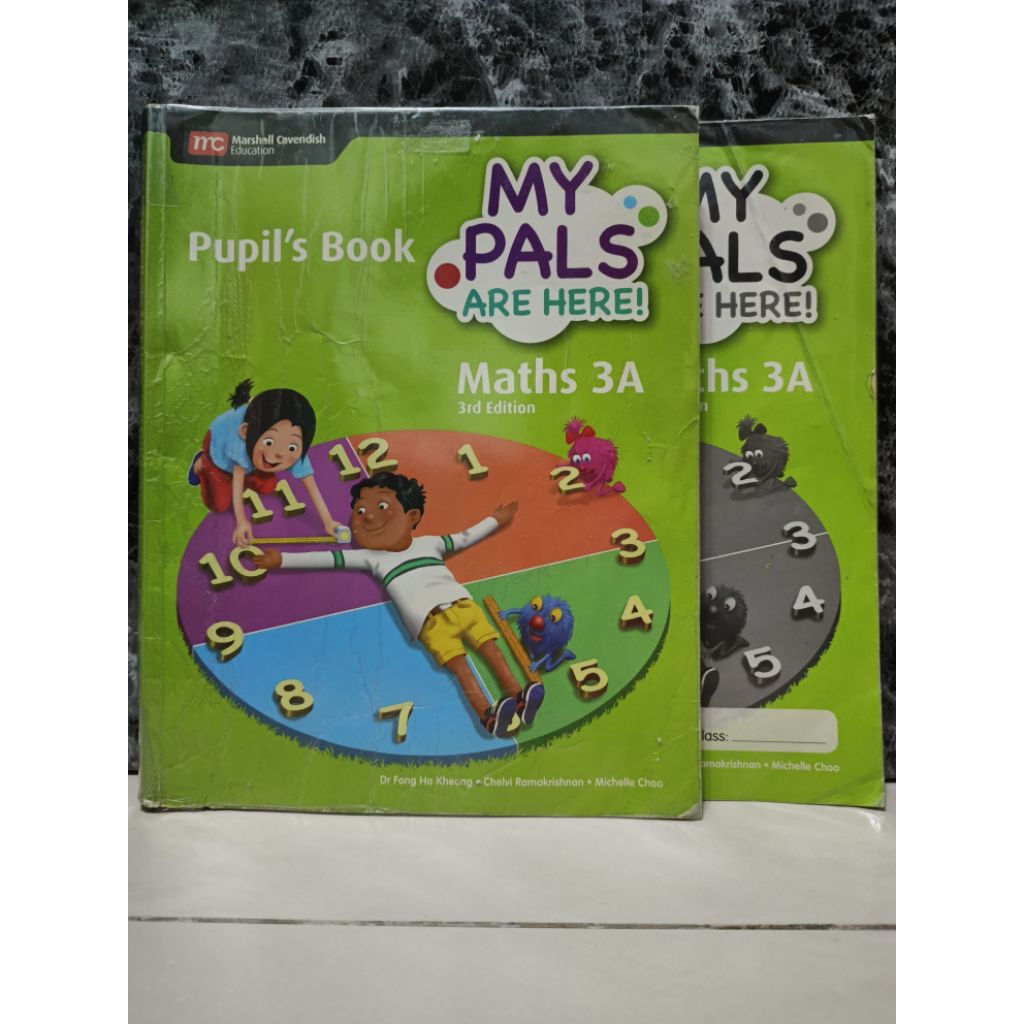 mc Marshall Cavendish
Education
Pupil's Book
MY
PALS
ARE HERE!
Maths 3A
3rd Edition
12
1
2
3
4
5
7
8
9
10
11
Dr Fong Ho Kheong • Chelvi Ramakrishnan • Michelle Choo
MY
ALS
HERE!
ths 3A
n
2
3
4
5
lass:
amakrishnan • Michelle Choo